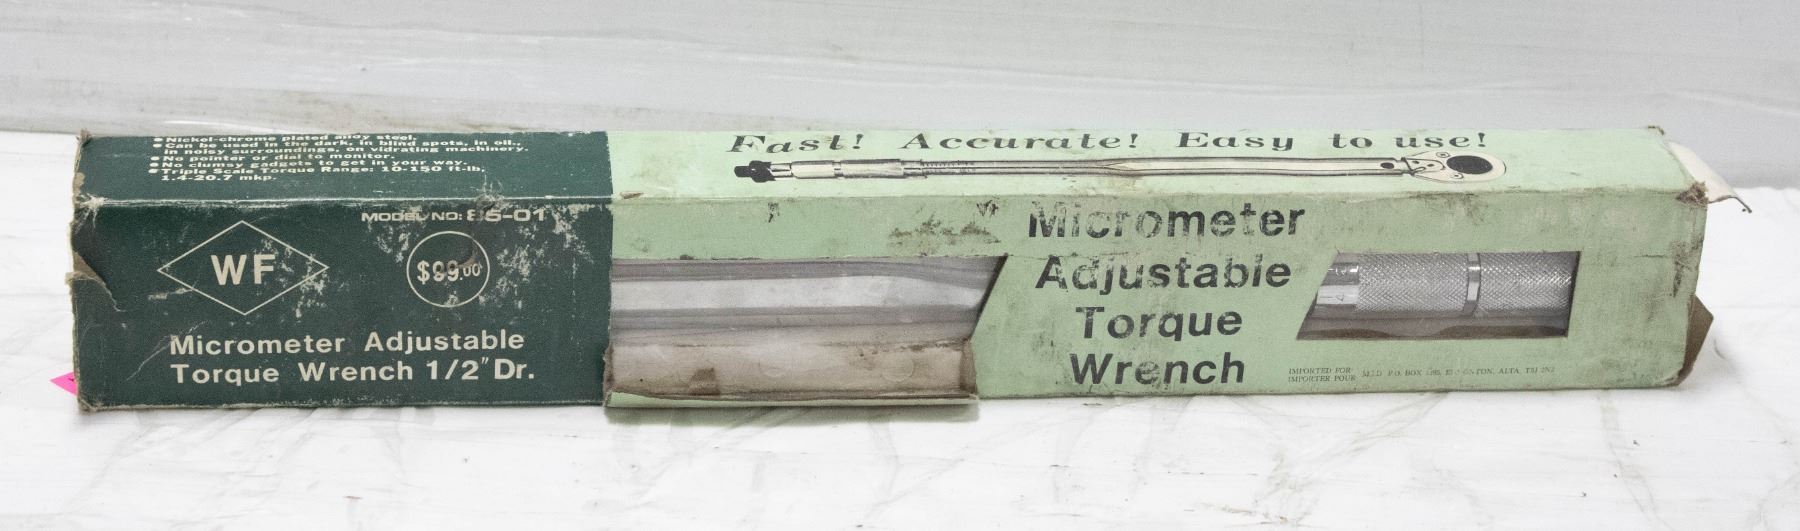 • Nickel-chrome plated alloy steel.
• Can be used in the dark, in blind spots, in oil.,
in noisy surroundings, on vibrating machinery.
• No pointer or dial to monitor.
• No clumsy gadgets to get in your way.
• Triple Scale Torque Range: 10-150 ft-lb,
1.4-20.7 mkp.
Fast! Accurate! Easy to use!
MODEL NO: 85-01
WF
$99.00
Micrometer Adjustable
Torque Wrench 1/2" Dr.
Micrometer
Adjustable
Torque
Wrench
IMPORTED FOR
IMPORTER POUR
P.O. BOX EDMONTON, ALTA.